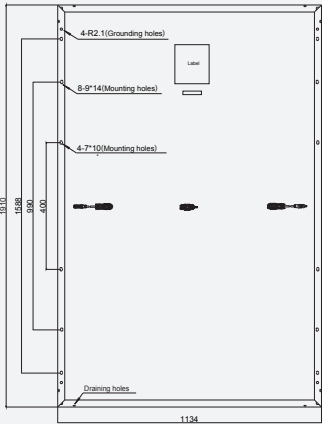 4-R2.1(Grounding holes)
Label
8-9*14(Mounting holes)
4-7*10(Mounting holes)
1910
1588
990
400
Draining holes
1134